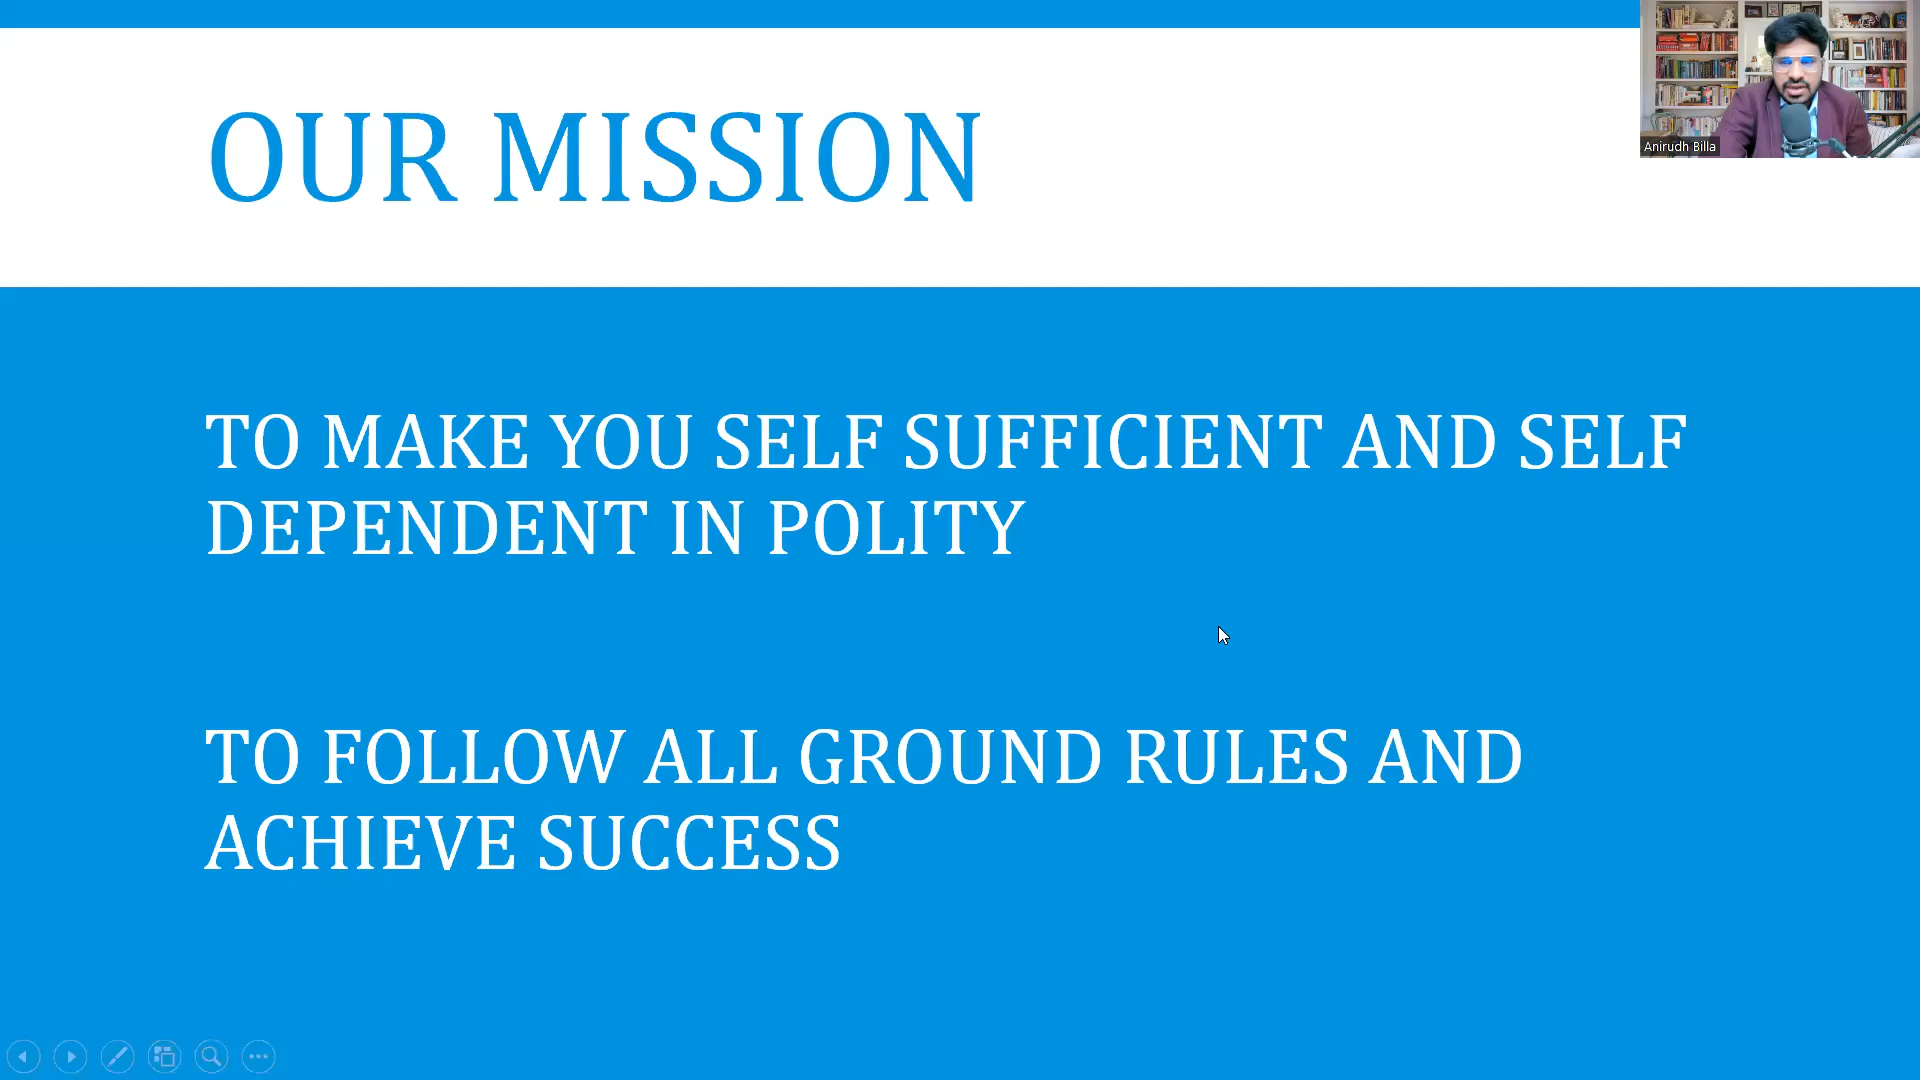 OUR MISSION
Anirudh Billa
TO MAKE YOU SELF SUFFICIENT AND SELF
DEPENDENT IN POLITY
TO FOLLOW ALL GROUND RULES AND
ACHIEVE SUCCESS